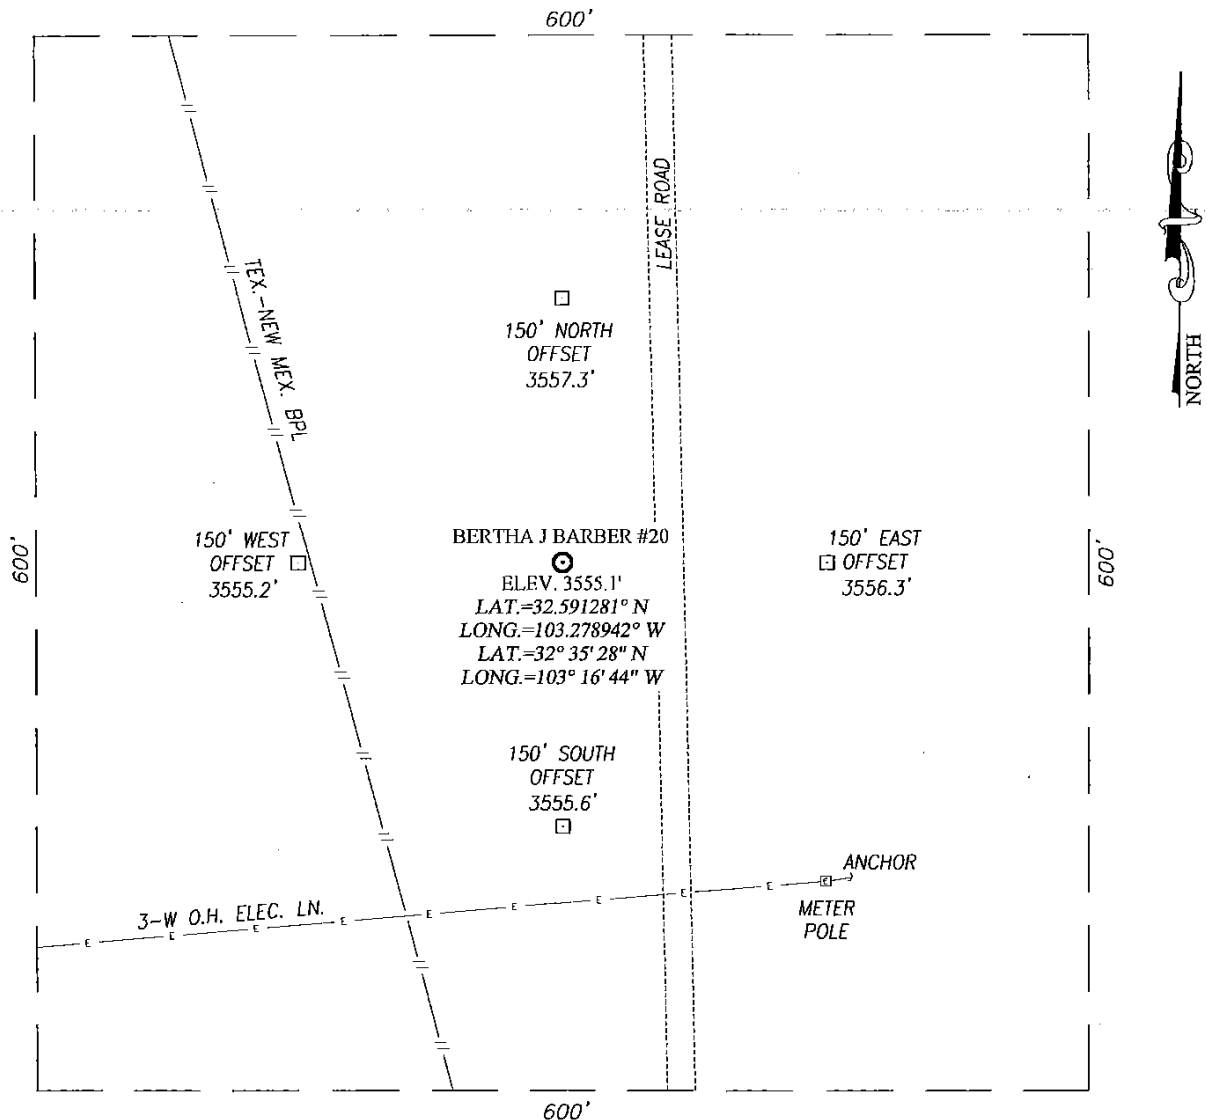 600'
LEASE ROAD
NORTH
TEX.-NEW MEX. BPL
150' NORTH
OFFSET
3557.3'
600'
150' WEST
OFFSET
3555.2'
BERTHA J BARBER #20
ELEV. 3555.1'
LAT.=32.591281° N
LONG.=103.278942° W
LAT.=32° 35' 28" N
LONG.=103° 16' 44" W
150' EAST
OFFSET
3556.3'
600'
150' SOUTH
OFFSET
3555.6'
ANCHOR
METER
POLE
3-W O.H. ELEC. LN.
E E E E E E E E E E
600'